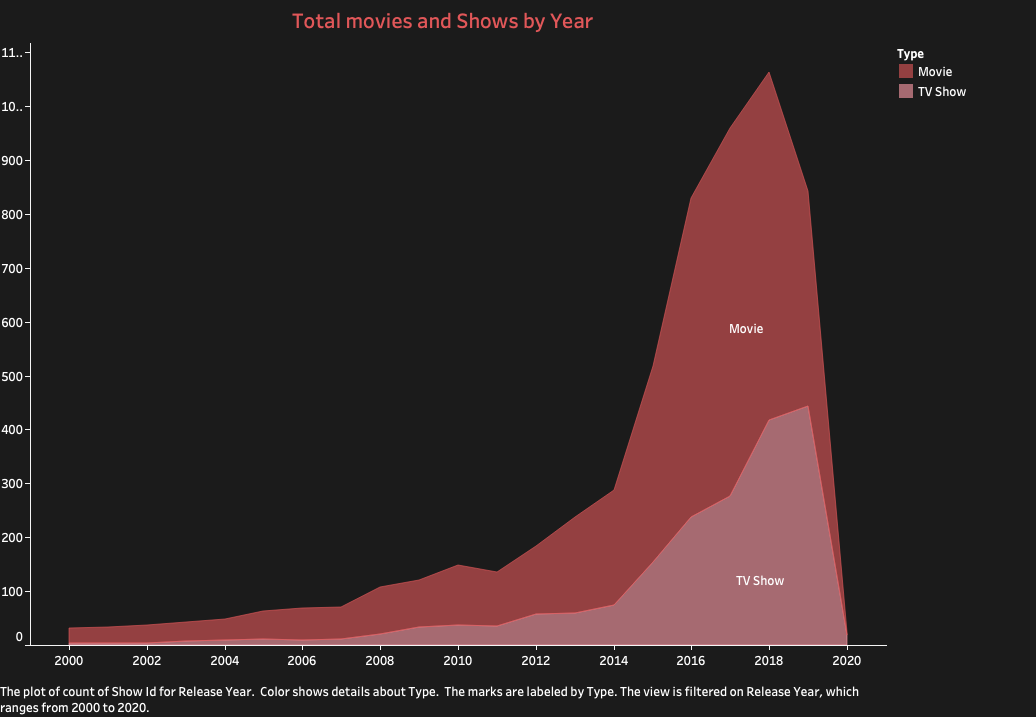 Total movies and Shows by Year
11..
10..
900
800
700
600
500
400
300
200
100
0
2000 2002 2004 2006 2008 2010 2012 2014 2016 2018 2020
Movie
TV Show
Type
Movie
TV Show
The plot of count of Show Id for Release Year.  Color shows details about Type.  The marks are labeled by Type. The view is filtered on Release Year, which
ranges from 2000 to 2020.